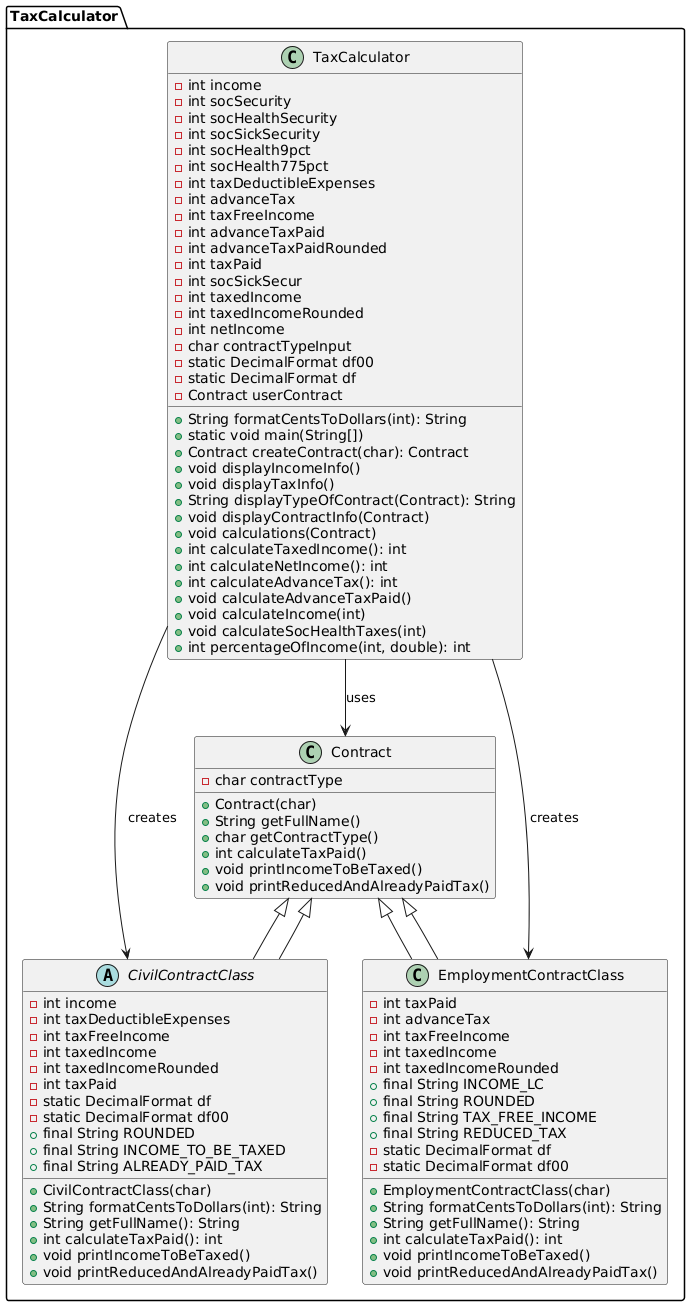 TaxCalculator
C TaxCalculator
int income
int socSecurity
int socHealthSecurity
int socSickSecurity
int socHealth9pct
int socHealth775pct
int taxDeductibleExpenses
int advanceTax
int taxFreeIncome
int advanceTaxPaid
int advanceTaxPaidRounded
int taxPaid
int socSickSecur
int taxedIncome
int taxedIncomeRounded
int netIncome
char contractTypeInput
static DecimalFormat df00
static DecimalFormat df
Contract userContract
String formatCentsToDollars(int): String
static void main(String[])
Contract createContract(char): Contract
void displayIncomeInfo()
void displayTaxInfo()
String displayTypeOfContract(Contract): String
void displayContractInfo(Contract)
void calculations(Contract)
int calculateTaxedIncome(): int
int calculateNetIncome(): int
int calculateAdvanceTax(): int
void calculateAdvanceTaxPaid()
void calculateIncome(int)
void calculateSocHealthTaxes(int)
int percentageOfIncome(int, double): int
uses
C Contract
char contractType
Contract(char)
String getFullName()
char getContractType()
int calculateTaxPaid()
void printIncomeToBeTaxed()
void printReducedAndAlreadyPaidTax()
creates
creates
A CivilContractClass
int income
int taxDeductibleExpenses
int taxFreeIncome
int taxedIncome
int taxedIncomeRounded
int taxPaid
static DecimalFormat df
static DecimalFormat df00
final String ROUNDED
final String INCOME_TO_BE_TAXED
final String ALREADY_PAID_TAX
CivilContractClass(char)
String formatCentsToDollars(int): String
String getFullName(): String
int calculateTaxPaid(): int
void printIncomeToBeTaxed()
void printReducedAndAlreadyPaidTax()
C EmploymentContractClass
int taxPaid
int advanceTax
int taxFreeIncome
int taxedIncome
int taxedIncomeRounded
final String INCOME_LC
final String ROUNDED
final String TAX_FREE_INCOME
final String REDUCED_TAX
static DecimalFormat df
static DecimalFormat df00
EmploymentContractClass(char)
String formatCentsToDollars(int): String
String getFullName(): String
int calculateTaxPaid(): int
void printIncomeToBeTaxed()
void printReducedAndAlreadyPaidTax()